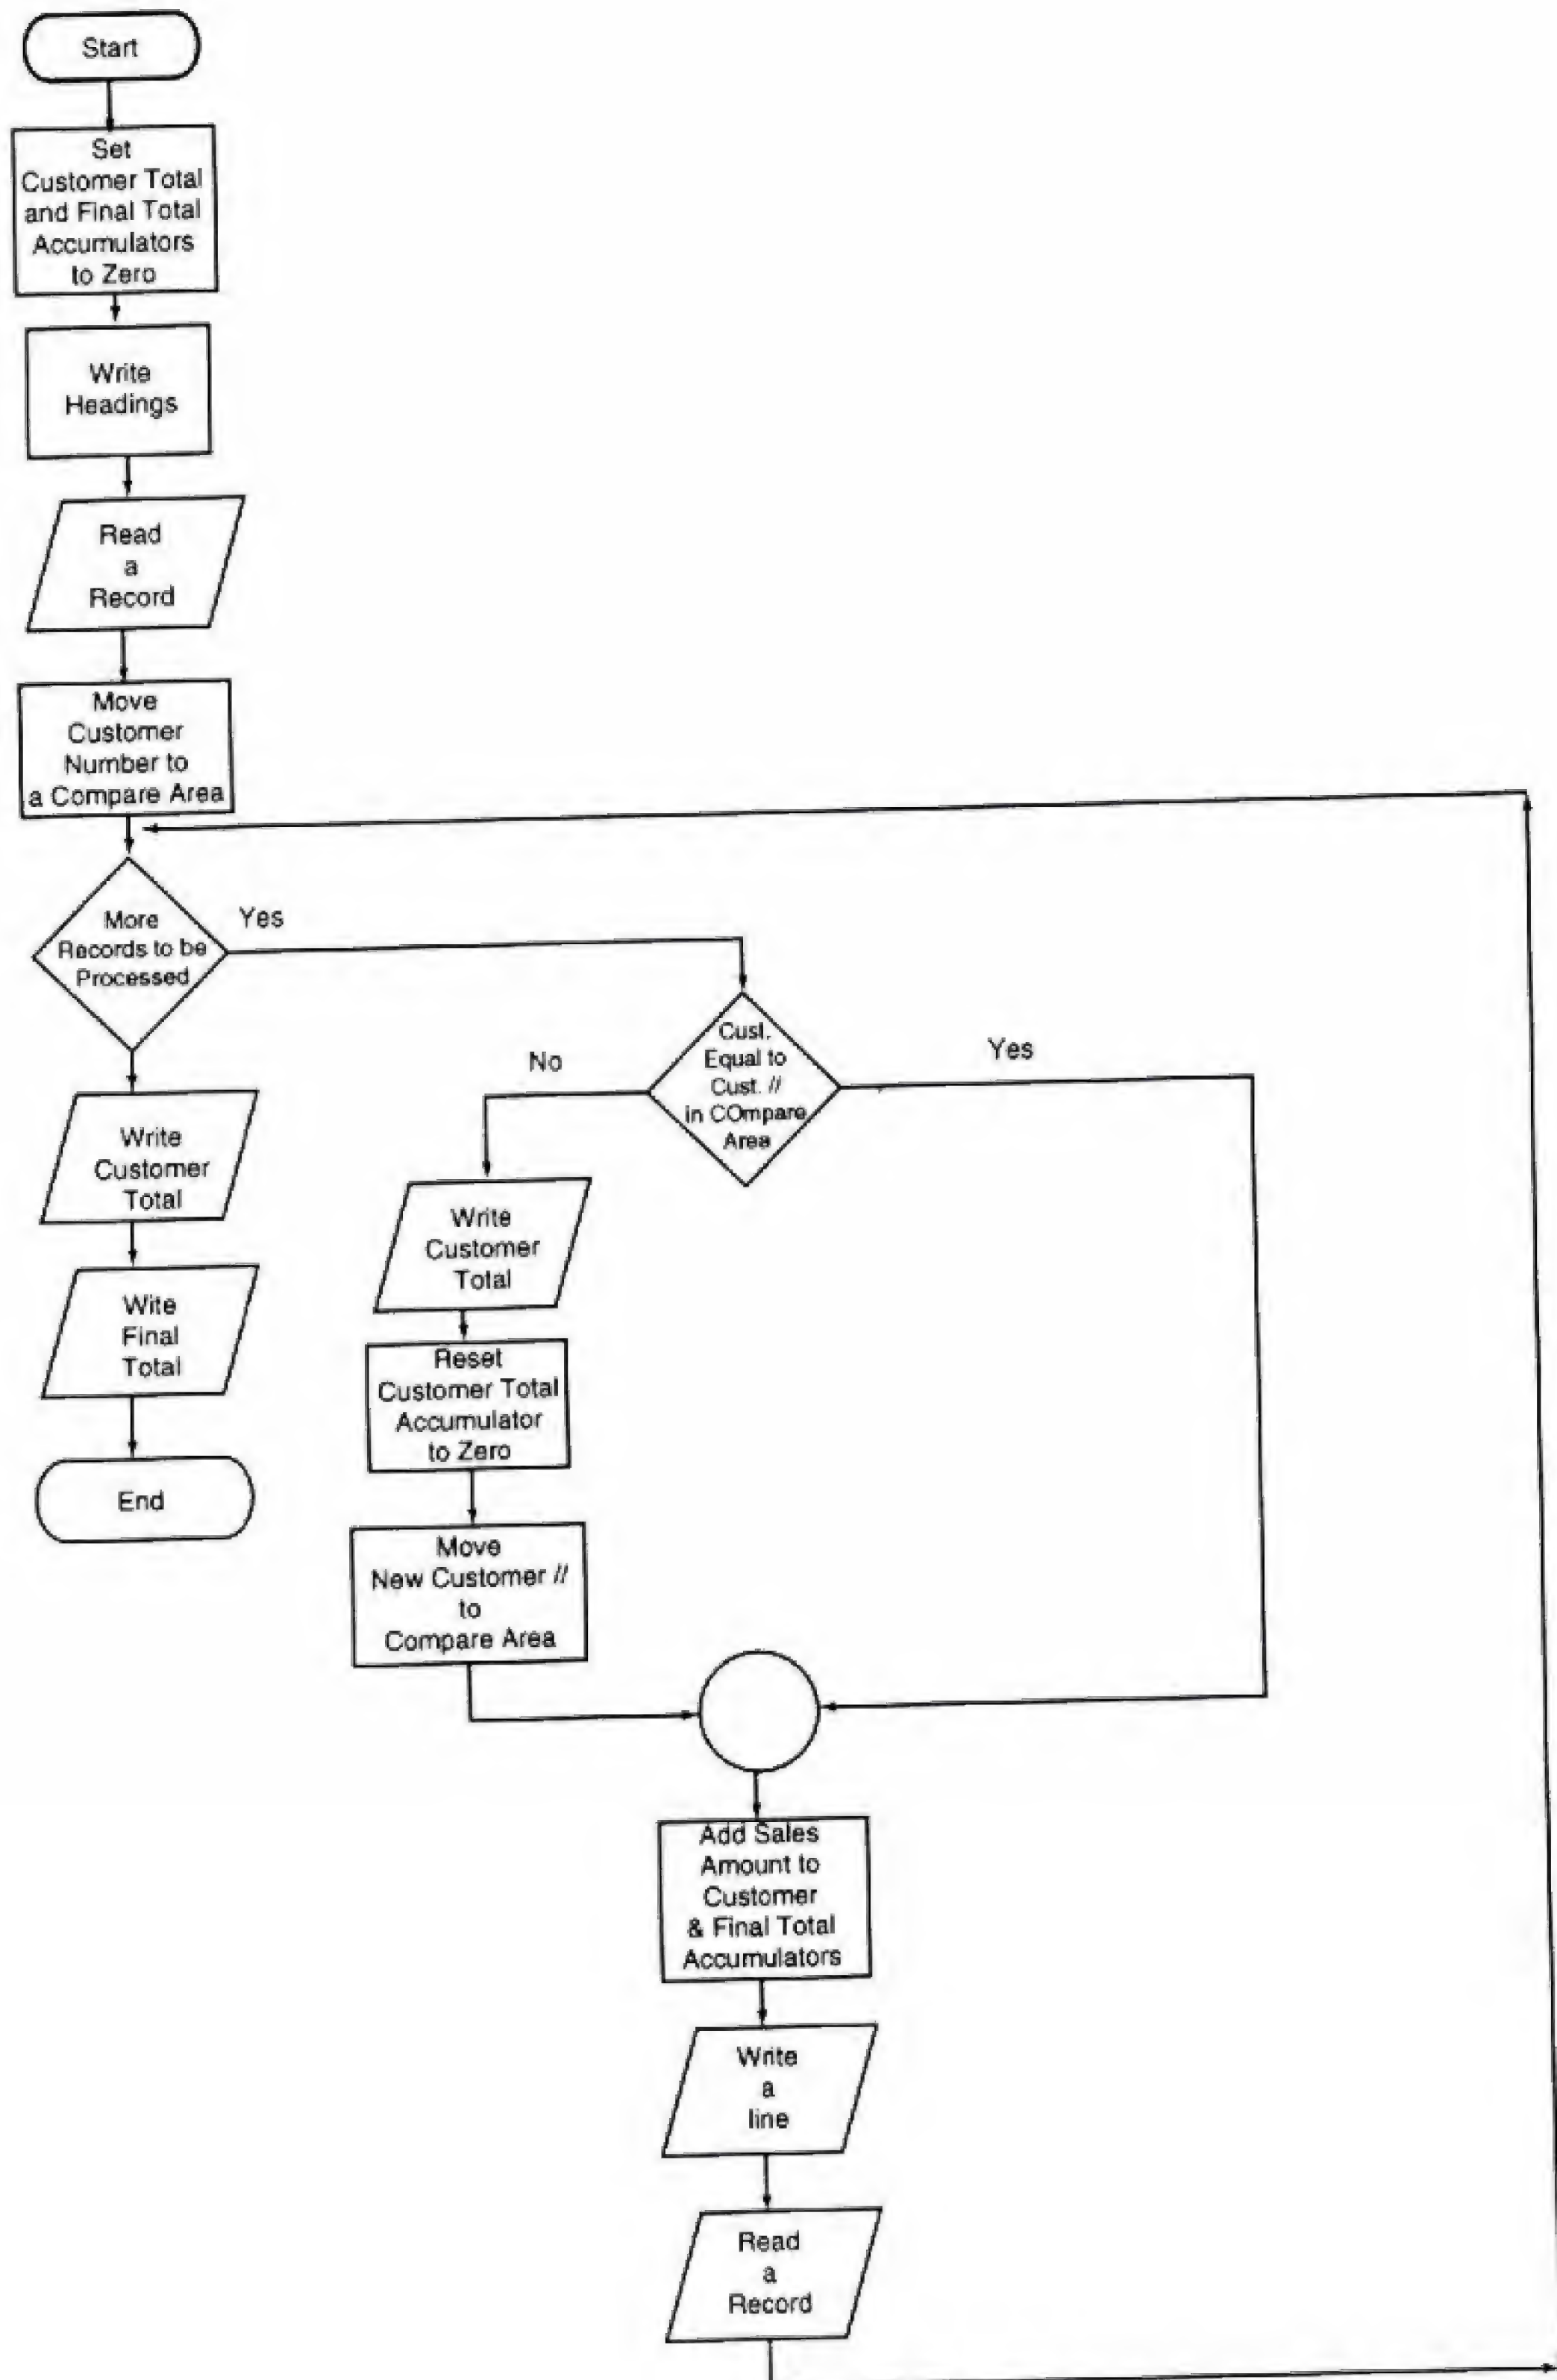 Start
Set
Customer Total
and Final Total
Accumulators
to Zero
Write
Headings
Read
a
Record
Move
Customer
Number to
a Compare Area
More
Records to be
Processed
Yes
Write
Customer
Total
Wite
Final
Total
End
Cust.
Equal to
Cust. //
in COmpare
Area
No
Yes
Write
Customer
Total
Reset
Customer Total
Accumulator
to Zero
Move
New Customer //
to
Compare Area
Add Sales
Amount to
Customer
& Final Total
Accumulators
Write
a
line
Read
a
Record